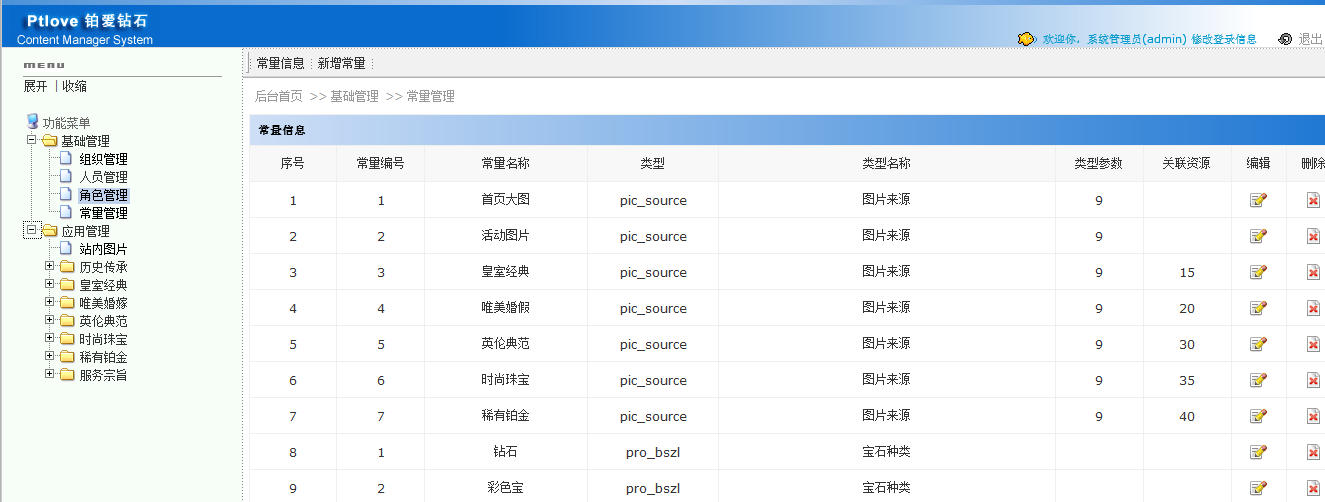 Ptlove 铂爱钻石
Content Manager System
欢迎你，系统管理员(admin) 修改登录信息 退出
menu
展开 | 收缩
功能菜单
基础管理
组织管理
人员管理
角色管理
常量管理
应用管理
站内图片
历史传承
皇室经典
唯美婚嫁
英伦典范
时尚珠宝
稀有铂金
服务宗旨
常量信息 新增常量
后台首页 >> 基础管理 >> 常量管理
常量信息
序号 常量编号 常量名称 类型 类型名称 类型参数 关联资源 编辑 删除
1 1 首页大图 pic_source 图片来源 9
2 2 活动图片 pic_source 图片来源 9
3 3 皇室经典 pic_source 图片来源 9 15
4 4 唯美婚假 pic_source 图片来源 9 20
5 5 英伦典范 pic_source 图片来源 9 30
6 6 时尚珠宝 pic_source 图片来源 9 35
7 7 稀有铂金 pic_source 图片来源 9 40
8 1 钻石 pro_bszl 宝石种类
9 2 彩色宝 pro_bszl 宝石种类